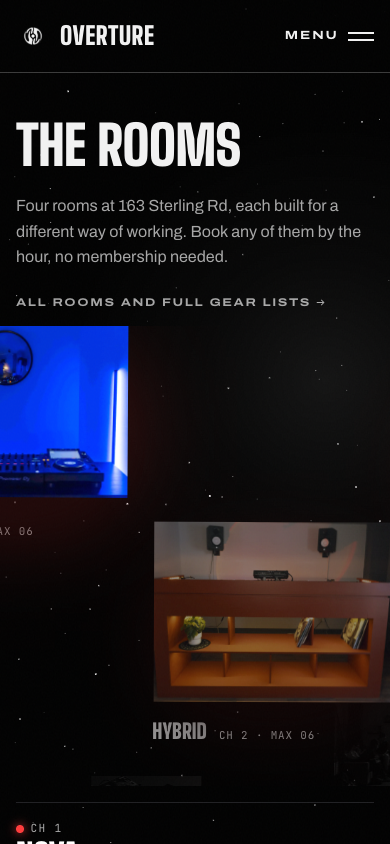 OVERTURE
MENU
THE ROOMS
Four rooms at 163 Sterling Rd, each built for a
different way of working. Book any of them by the
hour, no membership needed.
ALL ROOMS AND FULL GEAR LISTS →
AX 06
HYBRID CH 2 · MAX 06
CH 1